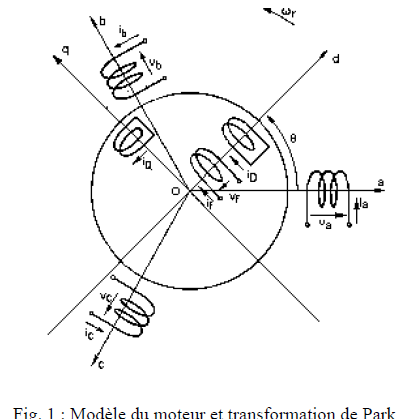 ωr
b
ib
q
vb
d
θ
iQ
iD
O
a
iF
vF
va
ia
vc
ic
c
Fig. 1 : Modèle du moteur et transformation de Park